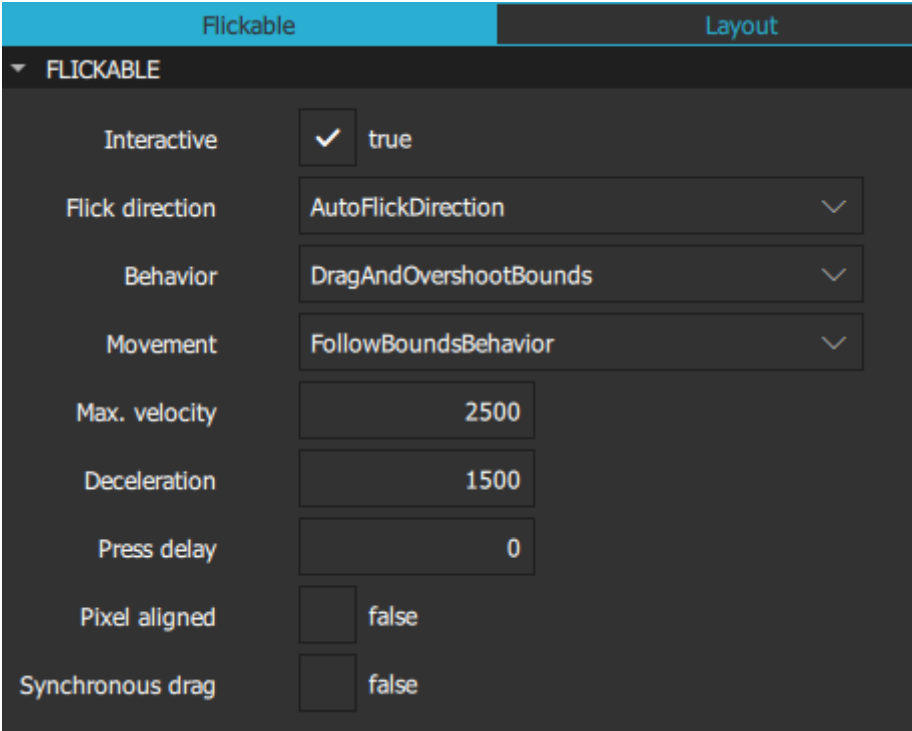 Flickable Layout
FLICKABLE
Interactive true
Flick direction AutoFlickDirection
Behavior DragAndOvershootBounds
Movement FollowBoundsBehavior
Max. velocity 2500
Deceleration 1500
Press delay 0
Pixel aligned false
Synchronous drag false